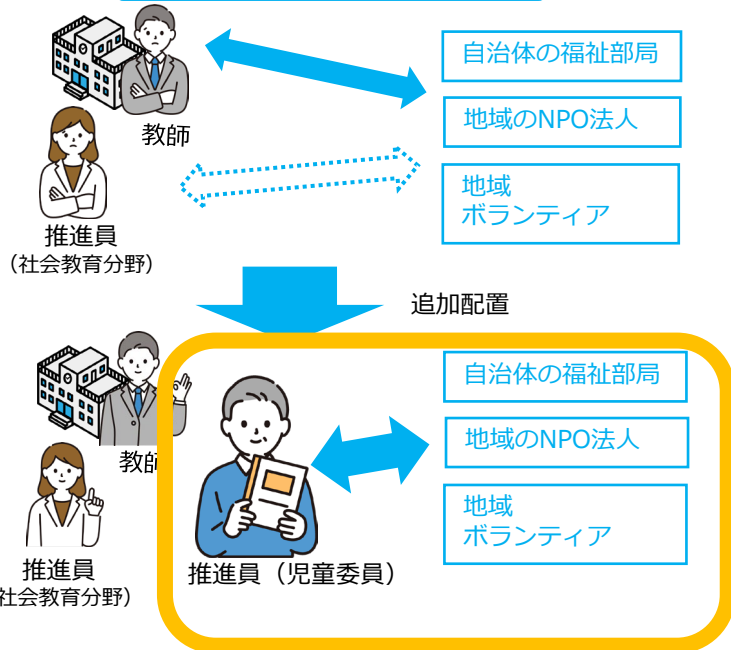 自治体の福祉部局
教師
地域のNPO法人
地域
ボランティア
推進員
（社会教育分野）
追加配置
自治体の福祉部局
教師
地域のNPO法人
地域
ボランティア
推進員（児童委員）
推進員
社会教育分野）